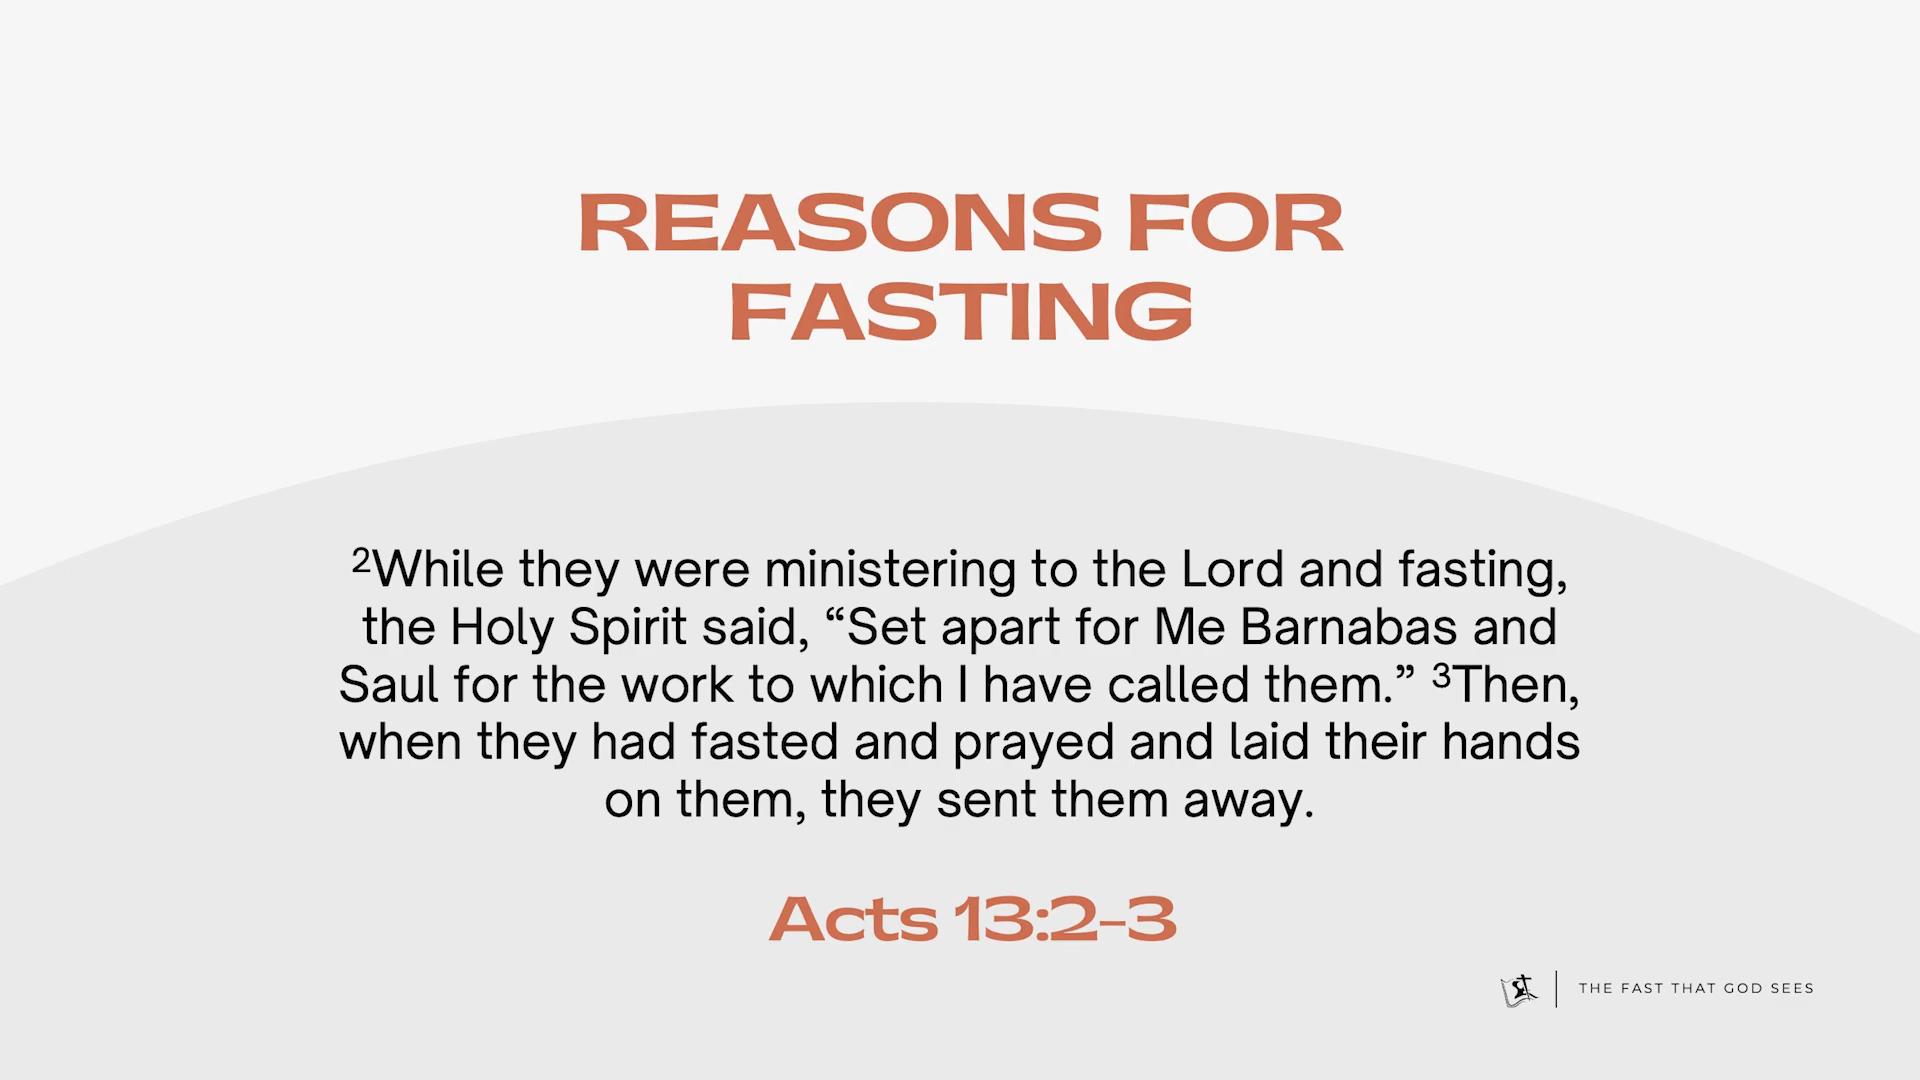 REASONS FOR
FASTING
²While they were ministering to the Lord and fasting,
the Holy Spirit said, “Set apart for Me Barnabas and
Saul for the work to which I have called them.” ³Then,
when they had fasted and prayed and laid their hands
on them, they sent them away.
Acts 13:2-3
THE FAST THAT GOD SEES